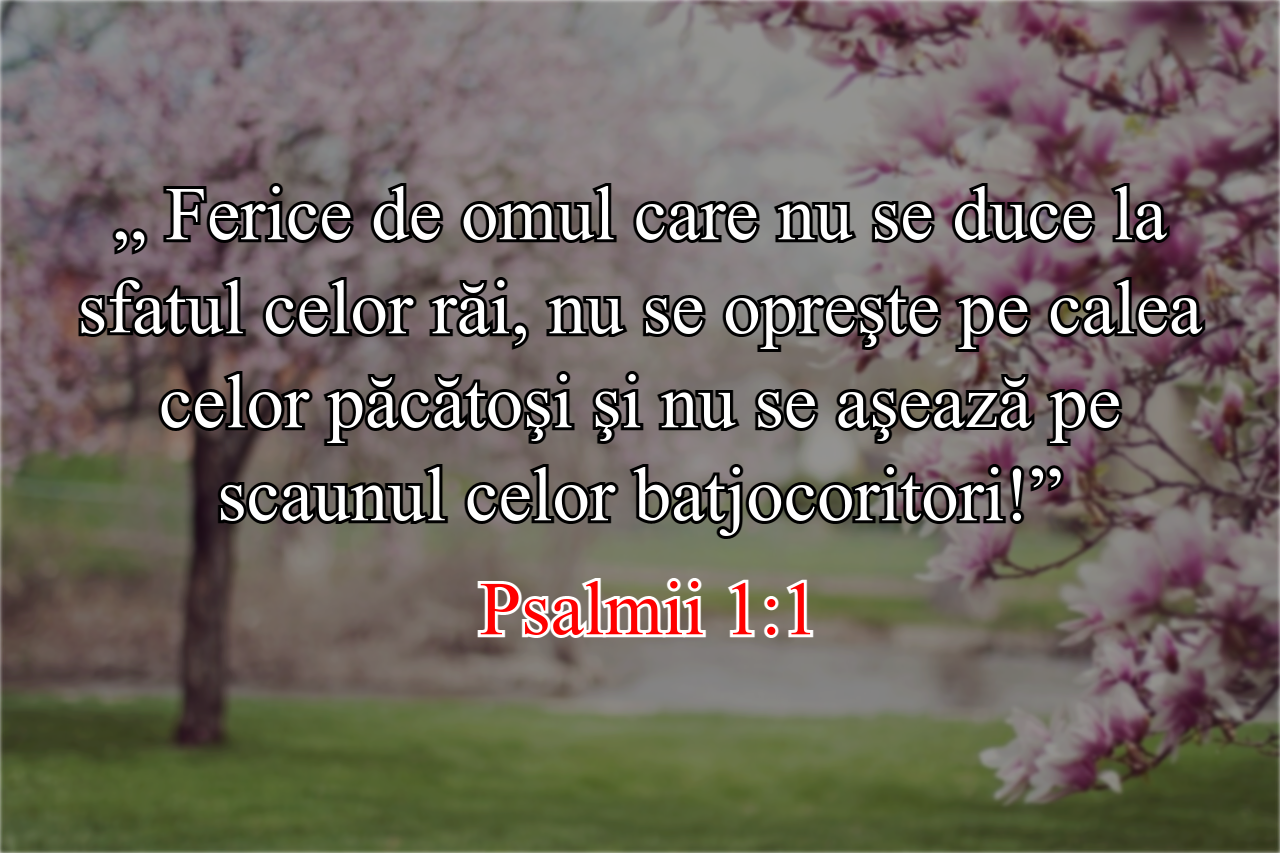 „ Ferice de omul care nu se duce la
sfatul celor răi, nu se opreşte pe calea
celor păcătoşi şi nu se aşează pe
scaunul celor batjocoritori!”
Psalmii 1:1